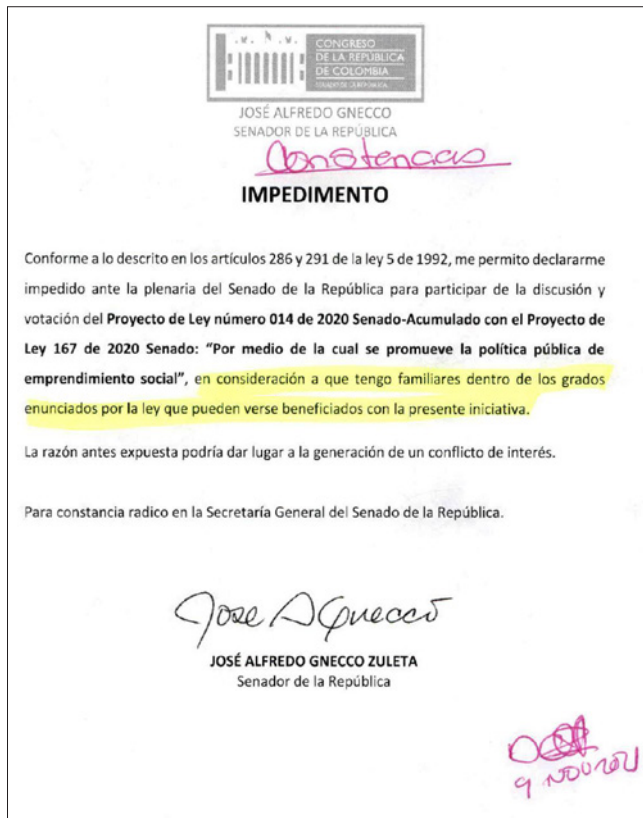 CONGRESO
DE LA REPÚBLICA
DE COLOMBIA
JOSÉ ALFREDO GNECCO
SENADOR DE LA REPÚBLICA
Constancias
IMPEDIMENTO
Conforme a lo descrito en los artículos 286 y 291 de la ley 5 de 1992, me permito declararme
impedido ante la plenaria del Senado de la República para participar de la discusión y
votación del Proyecto de Ley número 014 de 2020 Senado-Acumulado con el Proyecto de
Ley 167 de 2020 Senado: “Por medio de la cual se promueve la política pública de
emprendimiento social”, en consideración a que tengo familiares dentro de los grados
enunciados por la ley que pueden verse beneficiados con la presente iniciativa.
La razón antes expuesta podría dar lugar a la generación de un conflicto de interés.
Para constancia radico en la Secretaría General del Senado de la República.
Jose A Gnecco
JOSÉ ALFREDO GNECCO ZULETA
Senador de la República
9 NOV 2021